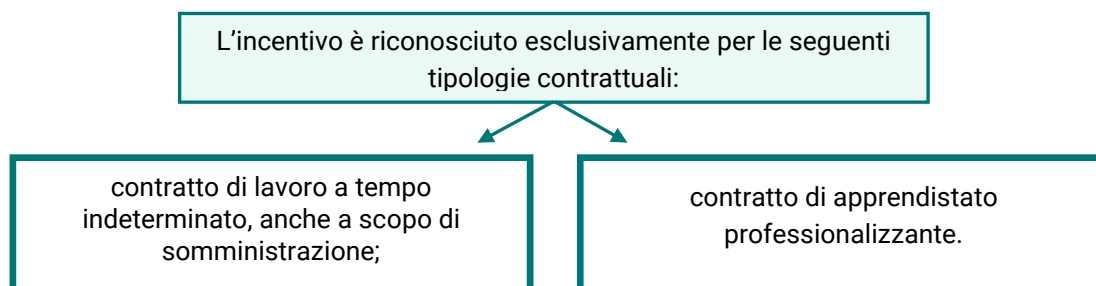 L’incentivo è riconosciuto esclusivamente per le seguenti
tipologie contrattuali:
contratto di lavoro a tempo
indeterminato, anche a scopo di
somministrazione;
contratto di apprendistato
professionalizzante.